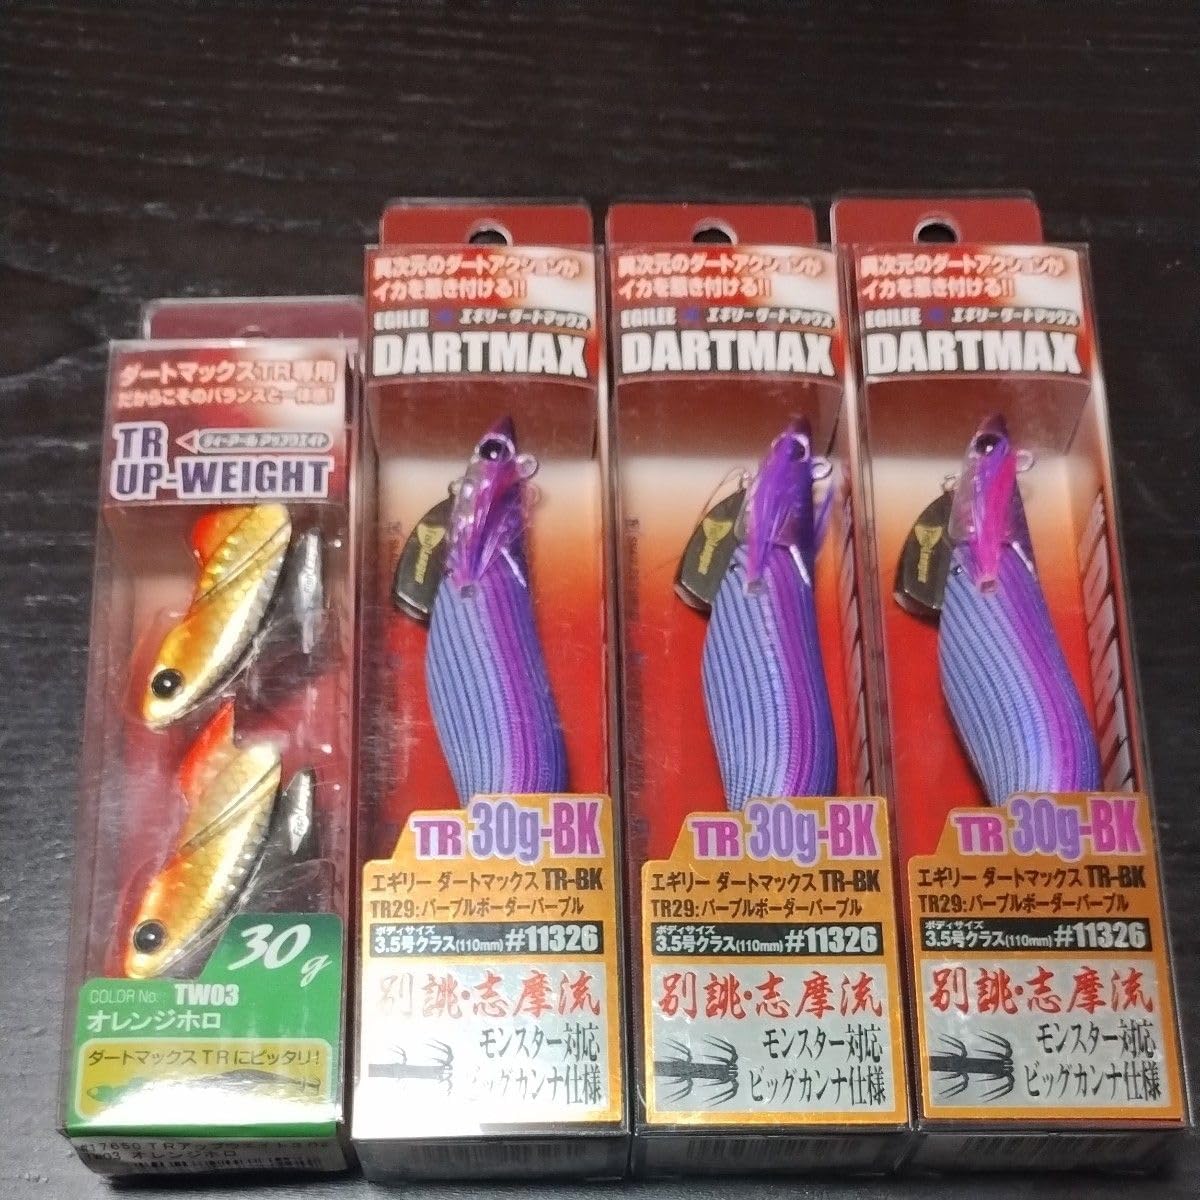 ダートマックスTR専用
だからこそのバランスと一体感!
TR
ティーアール アップウエイト
UP-WEIGHT
30g
COLOR No. TW03
オレンジホロ
ダートマックスTRにピッタリ!
TW03 オレンジホロ
異次元のダートアクションが
イカを惹き付ける!!
EGILEE エギリーダートマックス
DARTMAX
TR 30g-BK
エギリー ダートマックス TR-BK
TR29:パープルボーダーパープル
ボディサイズ
3.5号クラス(110mm) #11326
別誂・志摩流
モンスター対応
ビッグカンナ仕様
異次元のダートアクションが
イカを惹き付ける!!
EGILEE エギリーダートマックス
DARTMAX
TR 30g-BK
エギリー ダートマックス TR-BK
TR29:パープルボーダーパープル
ボディサイズ
3.5号クラス(110mm) #11326
別誂・志摩流
モンスター対応
ビッグカンナ仕様
異次元のダートアクションが
イカを惹き付ける!!
EGILEE エギリーダートマックス
DARTMAX
TR 30g-BK
エギリー ダートマックス TR-BK
TR29:パープルボーダーパープル
ボディサイズ
3.5号クラス(110mm) #11326
別誂・志摩流
モンスター対応
ビッグカンナ仕様